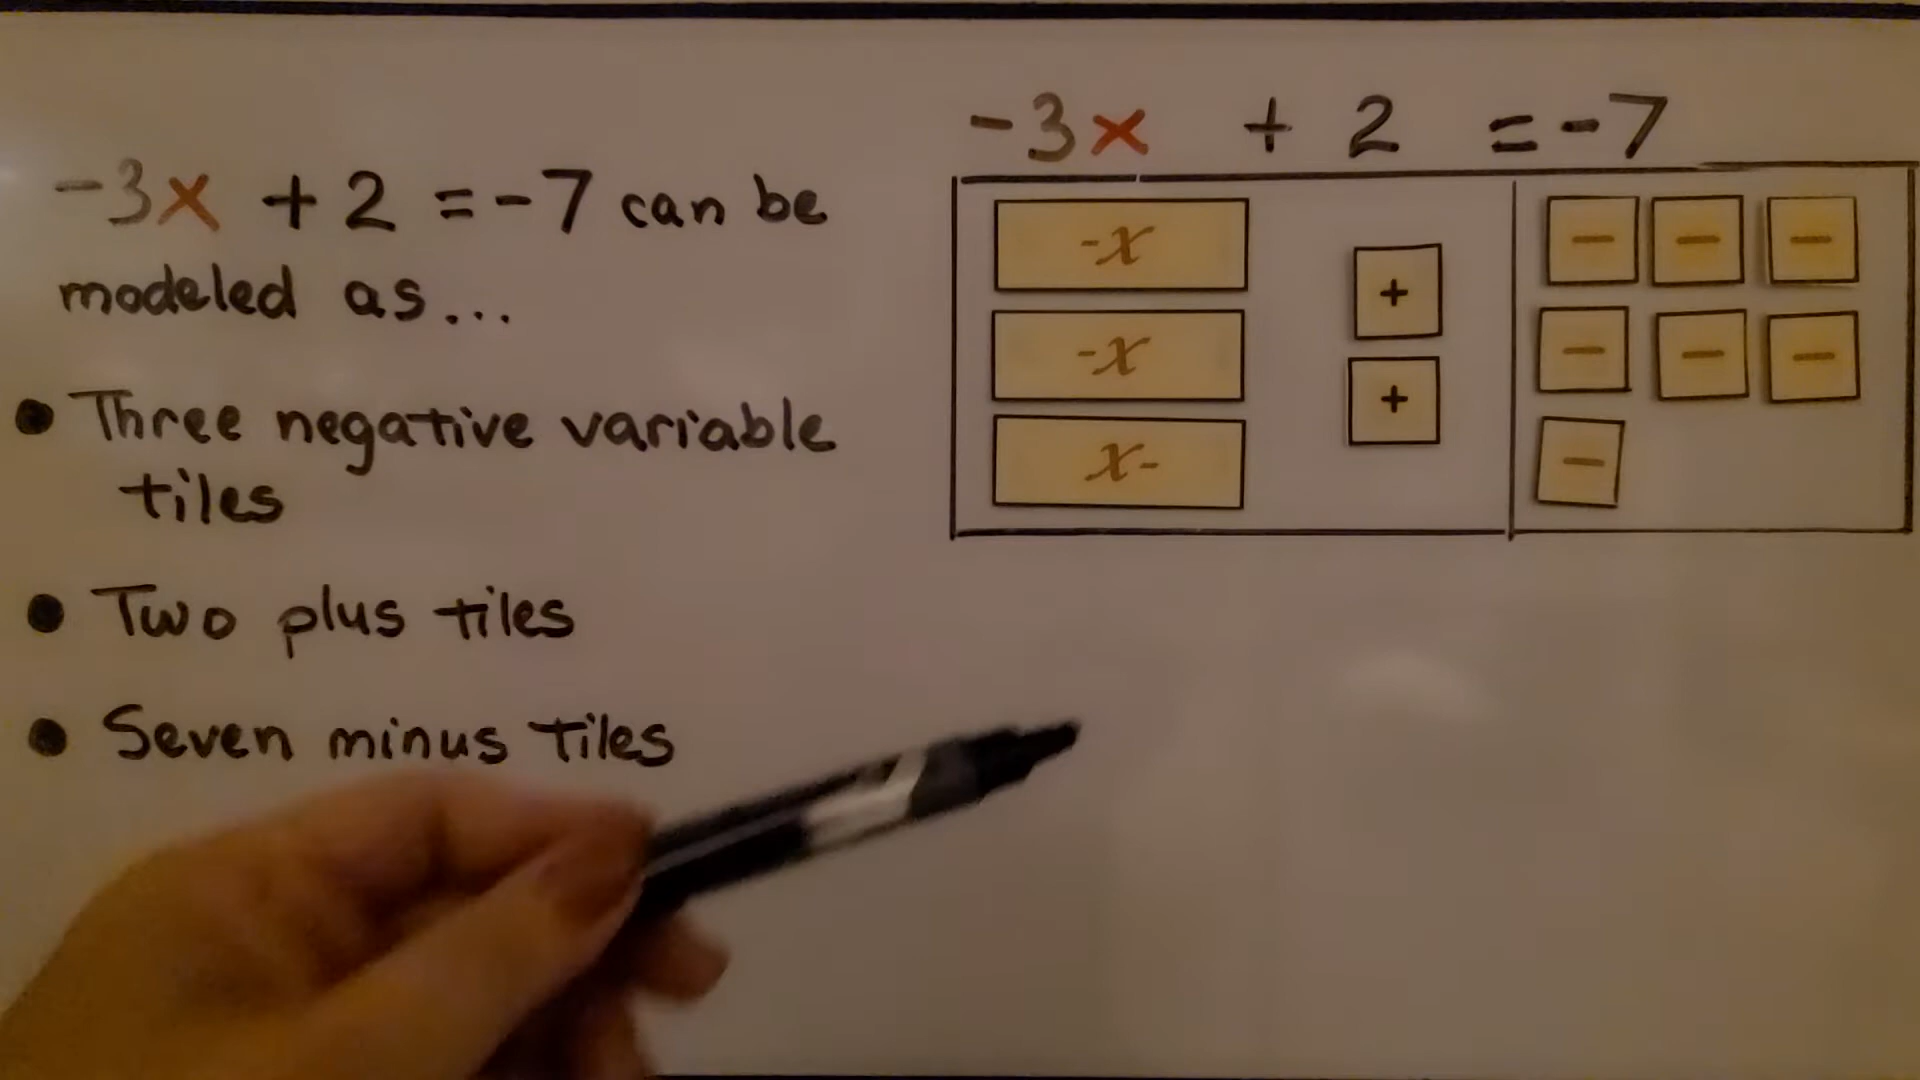 -3x + 2 = -7 can be
modeled as...
• Three negative variable
tiles
• Two plus tiles
• Seven minus tiles
-3x + 2 = -7
-x
-x
x-
+
+
- - -
- - -
-